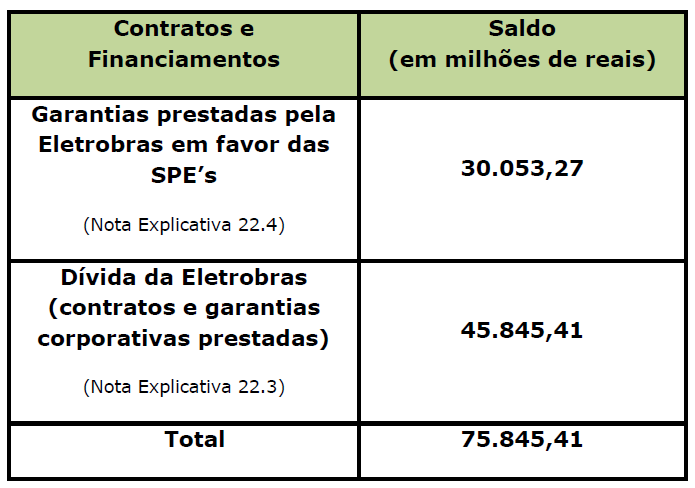 Contratos e
Financiamentos
Saldo
(em milhões de reais)
Garantias prestadas pela
Eletrobras em favor das
SPE’s
(Nota Explicativa 22.4)
30.053,27
Dívida da Eletrobras
(contratos e garantias
corporativas prestadas)
(Nota Explicativa 22.3)
45.845,41
Total
75.845,41